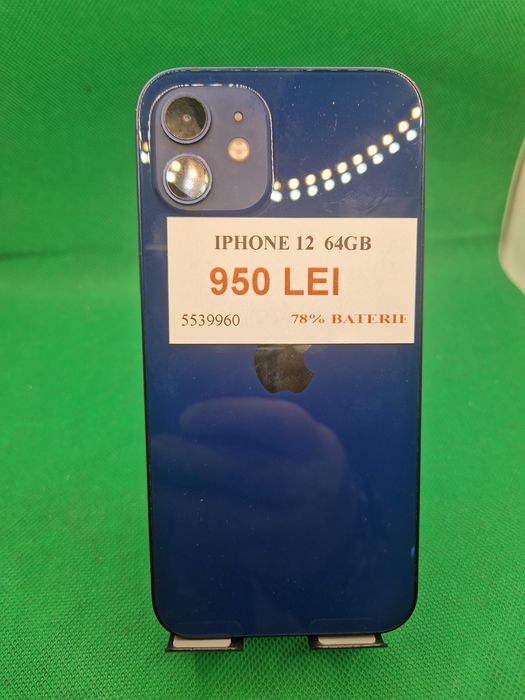 IPHONE 12 64GB
950 LEI
5539960 78% BATERIE